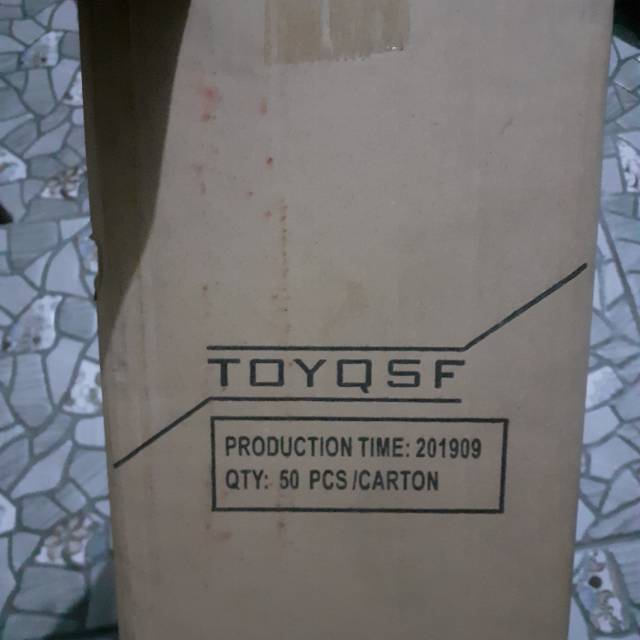 TOYQSF
PRODUCTION TIME: 201909
QTY: 50 PCS/CARTON